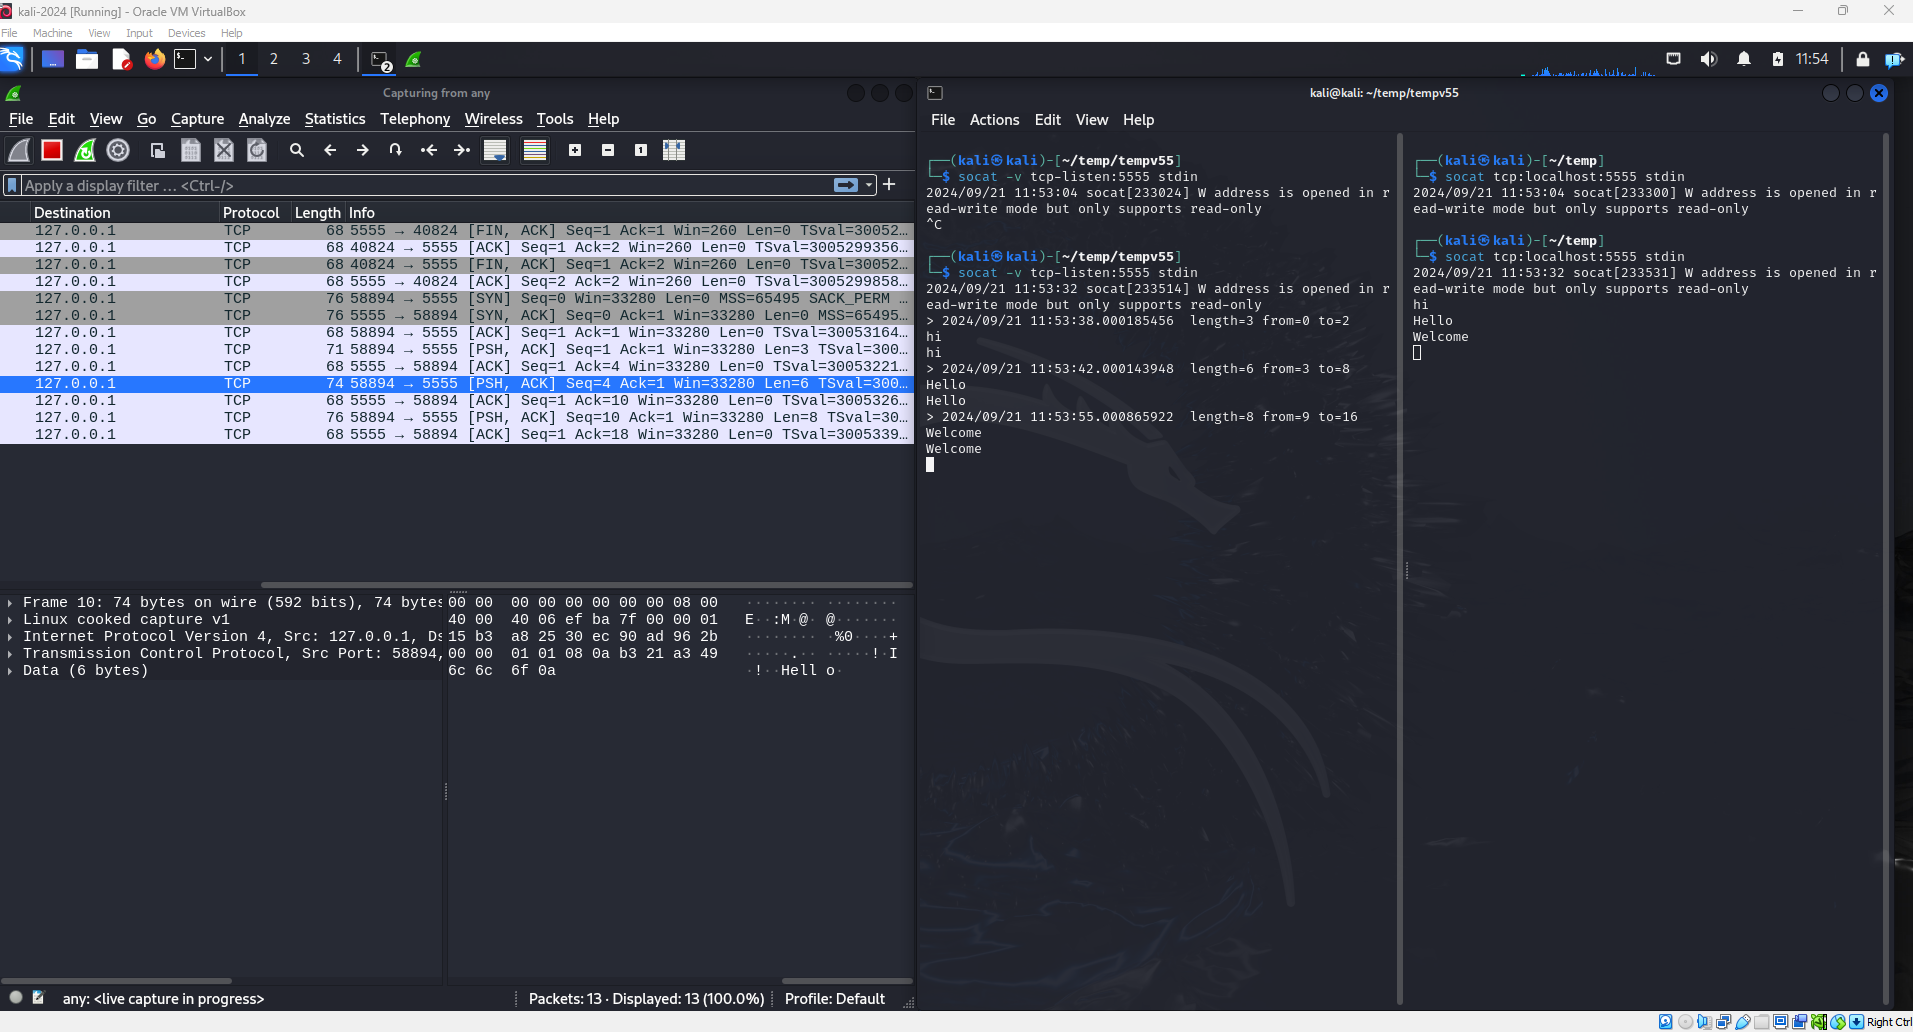 kali-2024 [Running] - Oracle VM VirtualBox
File Machine View Input Devices Help
1 2 3 4 2 11:54
Capturing from any
File Edit View Go Capture Analyze Statistics Telephony Wireless Tools Help
Apply a display filter … <Ctrl-/>
Destination Protocol Length Info
127.0.0.1 TCP 68 5555 → 40824 [FIN, ACK] Seq=1 Ack=1 Win=260 Len=0 TSval=30052…
127.0.0.1 TCP 68 40824 → 5555 [ACK] Seq=1 Ack=2 Win=260 Len=0 TSval=3005299356…
127.0.0.1 TCP 68 40824 → 5555 [FIN, ACK] Seq=1 Ack=2 Win=260 Len=0 TSval=30052…
127.0.0.1 TCP 68 5555 → 40824 [ACK] Seq=2 Ack=2 Win=260 Len=0 TSval=3005299858…
127.0.0.1 TCP 76 58894 → 5555 [SYN] Seq=0 Win=33280 Len=0 MSS=65495 SACK_PERM …
127.0.0.1 TCP 76 5555 → 58894 [SYN, ACK] Seq=0 Ack=1 Win=33280 Len=0 MSS=65495…
127.0.0.1 TCP 68 58894 → 5555 [ACK] Seq=1 Ack=1 Win=33280 Len=0 TSval=30053164…
127.0.0.1 TCP 71 58894 → 5555 [PSH, ACK] Seq=1 Ack=1 Win=33280 Len=3 TSval=300…
127.0.0.1 TCP 68 5555 → 58894 [ACK] Seq=1 Ack=4 Win=33280 Len=0 TSval=30053221…
127.0.0.1 TCP 74 58894 → 5555 [PSH, ACK] Seq=4 Ack=1 Win=33280 Len=6 TSval=300…
127.0.0.1 TCP 68 5555 → 58894 [ACK] Seq=1 Ack=10 Win=33280 Len=0 TSval=3005326…
127.0.0.1 TCP 76 58894 → 5555 [PSH, ACK] Seq=10 Ack=1 Win=33280 Len=8 TSval=30…
127.0.0.1 TCP 68 5555 → 58894 [ACK] Seq=1 Ack=18 Win=33280 Len=0 TSval=3005339…
Frame 10: 74 bytes on wire (592 bits), 74 bytes
Linux cooked capture v1
Internet Protocol Version 4, Src: 127.0.0.1, Ds
Transmission Control Protocol, Src Port: 58894,
Data (6 bytes)
00 00 00 00 00 00 00 00 08 00 ········ ········
40 00 40 06 ef ba 7f 00 00 01 E··:M@· @·······
15 b3 a8 25 30 ec 90 ad 96 2b ········ ·%0····+
00 00 01 01 08 0a b3 21 a3 49 ·····.·· ·····!·I
6c 6c 6f 0a ·!··Hell o·
any: <live capture in progress> Packets: 13 · Displayed: 13 (100.0%) Profile: Default
kali@kali: ~/temp/tempv55
File Actions Edit View Help
┌──(kali㉿kali)-[~/temp/tempv55]
└─$ socat -v tcp-listen:5555 stdin
2024/09/21 11:53:04 socat[233024] W address is opened in r
ead-write mode but only supports read-only
^C
┌──(kali㉿kali)-[~/temp/tempv55]
└─$ socat -v tcp-listen:5555 stdin
2024/09/21 11:53:32 socat[233514] W address is opened in r
ead-write mode but only supports read-only
> 2024/09/21 11:53:38.000185456 length=3 from=0 to=2
hi
hi
> 2024/09/21 11:53:42.000143948 length=6 from=3 to=8
Hello
Hello
> 2024/09/21 11:53:55.000865922 length=8 from=9 to=16
Welcome
Welcome
┌──(kali㉿kali)-[~/temp]
└─$ socat tcp:localhost:5555 stdin
2024/09/21 11:53:04 socat[233300] W address is opened in r
ead-write mode but only supports read-only
┌──(kali㉿kali)-[~/temp]
└─$ socat tcp:localhost:5555 stdin
2024/09/21 11:53:32 socat[233531] W address is opened in r
ead-write mode but only supports read-only
hi
Hello
Welcome
Right Ctrl